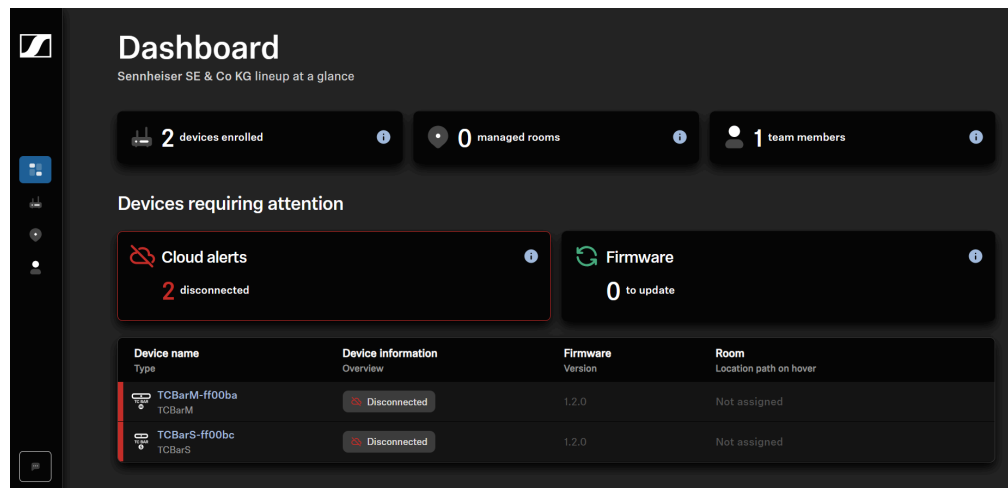 Dashboard
Sennheiser SE & Co KG lineup at a glance
2 devices enrolled
0 managed rooms
1 team members
Devices requiring attention
Cloud alerts
2 disconnected
Firmware
0 to update
Device name Device information Firmware Room
Type Overview Version Location path on hover
TCBarM-ff00ba Disconnected 1.2.0 Not assigned
TCBarM
TCBarS-ff00bc Disconnected 1.2.0 Not assigned
TCBarS